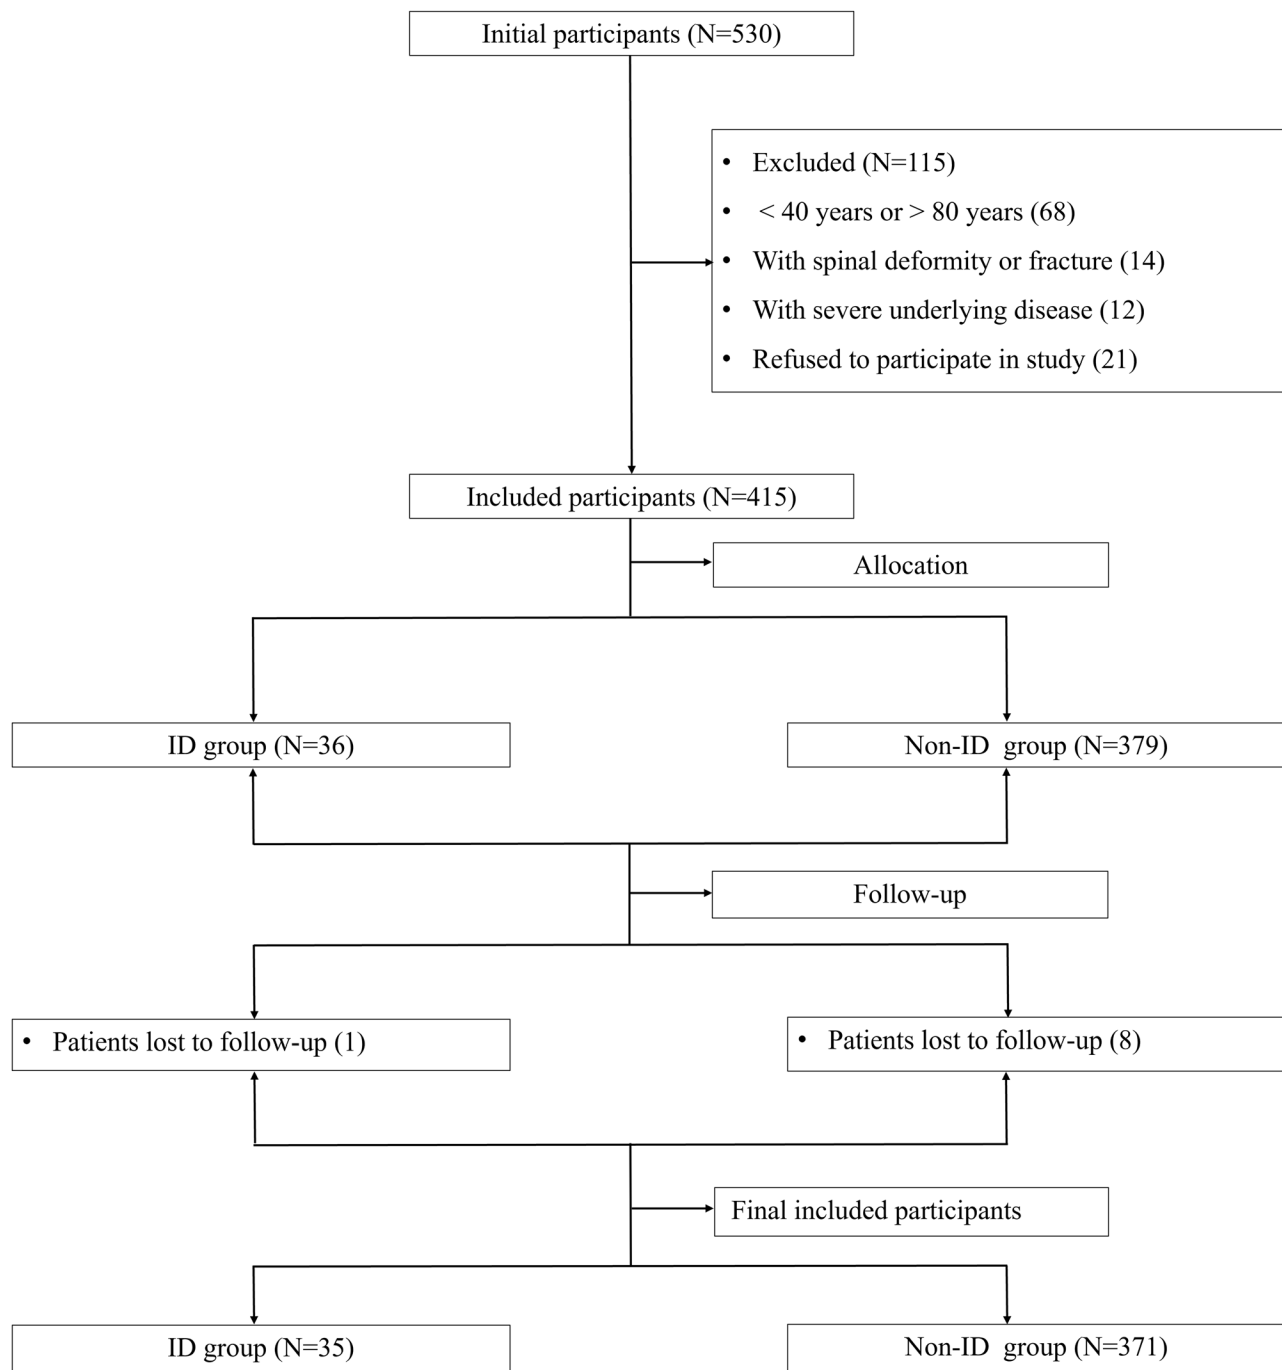 Initial participants (N=530)
• Excluded (N=115)
• < 40 years or > 80 years (68)
• With spinal deformity or fracture (14)
• With severe underlying disease (12)
• Refused to participate in study (21)
Included participants (N=415)
Allocation
ID group (N=36)
Non-ID group (N=379)
Follow-up
• Patients lost to follow-up (1)
• Patients lost to follow-up (8)
Final included participants
ID group (N=35)
Non-ID group (N=371)